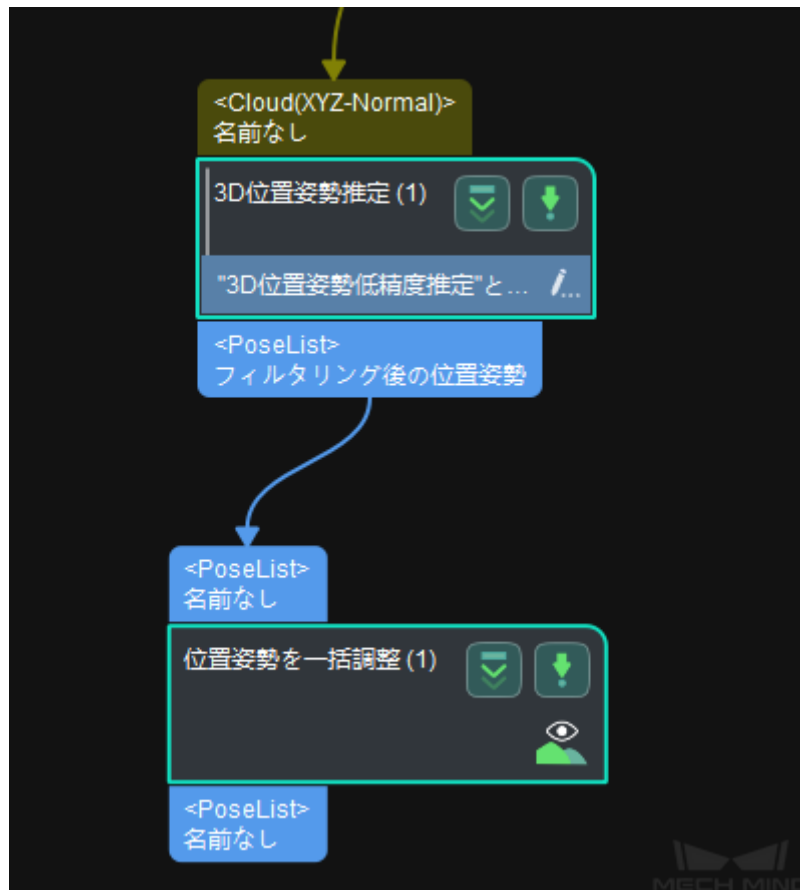 <Cloud(XYZ-Normal)>
名前なし
3D位置姿勢推定 (1)
"3D位置姿勢低精度推定"と...
<PoseList>
フィルタリング後の位置姿勢
<PoseList>
名前なし
位置姿勢を一括調整 (1)
<PoseList>
名前なし
MECH MIND